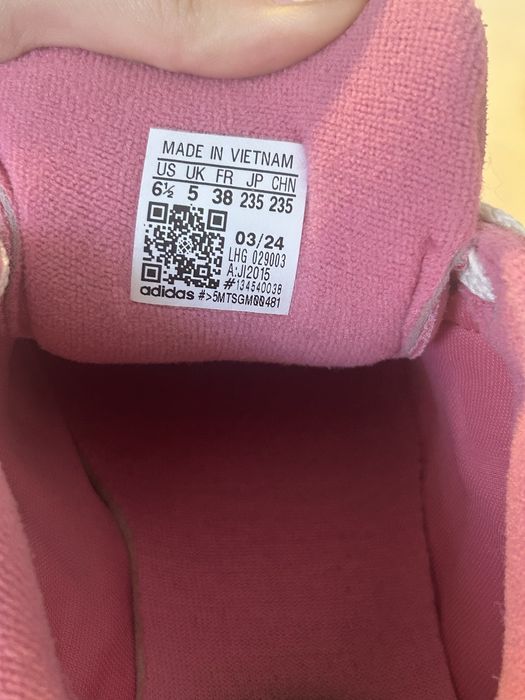 MADE IN VIETNAM
US UK FR JP CHN
6½ 5 38 235 235
03/24
LHG 029003
A:JI2015
#134540038
adidas #>5MTSGM00481